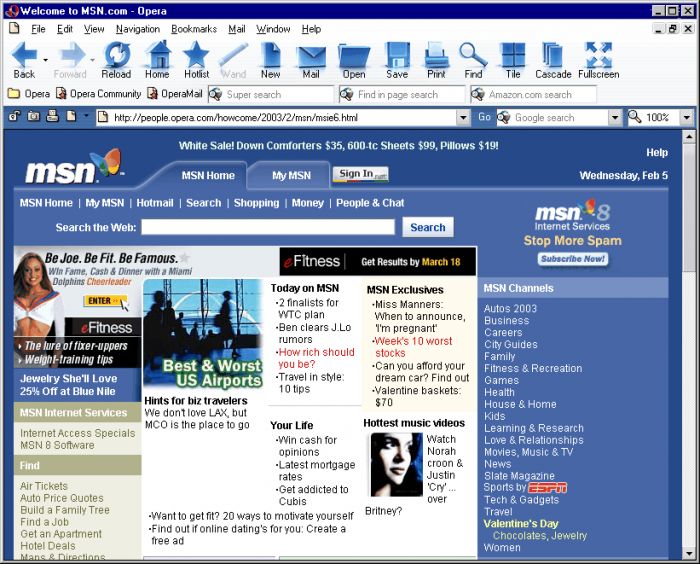 Welcome to MSN.com - Opera
File Edit View Navigation Bookmarks Mail Window Help
Back Forward Reload Home Hotlist Wand New Mail Open Save Print Find Tile Cascade Fullscreen
Opera Opera Community OperaMail Super search Find in page search Amazon.com search
http://people.opera.com/howcome/2003/2/msn/msie6.html Go Google search 100%
White Sale! Down Comforters $35, 600-tc Sheets $99, Pillows $19!
Help
msn
MSN Home My MSN Sign In .net
Wednesday, Feb 5
MSN Home | My MSN | Hotmail | Search | Shopping | Money | People & Chat
Search the Web: Search
msn 8
Internet Services
Stop More Spam
Subscribe Now!
Be Joe. Be Fit. Be Famous.
Win Fame, Cash & Dinner with a Miami
Dolphins Cheerleader
ENTER >>
eFitness
• The lure of fixer-uppers
• Weight-training tips
eFitness Get Results by March 18
Jewelry She'll Love
25% Off at Blue Nile
MSN Internet Services
Internet Access Specials
MSN 8 Software
Find
Air Tickets
Auto Price Quotes
Build a Family Tree
Find a Job
Get an Apartment
Hotel Deals
Maps & Directions
Best & Worst
US Airports
Hints for biz travelers
We don't love LAX, but
MCO is the place to go
Today on MSN
•2 finalists for
WTC plan
•Ben clears J.Lo
rumors
•How rich should
you be?
•Travel in style:
10 tips
MSN Exclusives
•Miss Manners:
When to announce,
'I'm pregnant'
•Week's 10 worst
stocks
•Can you afford your
dream car? Find out
•Valentine baskets:
$70
Your Life
•Win cash for
opinions
•Latest mortgage
rates
•Get addicted to
Cubis
•Want to get fit? 20 ways to motivate yourself
•Find out if online dating's for you: Create a
free ad
Hottest music videos
Watch
Norah
croon &
Justin
'Cry' ...
over
Britney?
MSN Channels
Autos 2003
Business
Careers
City Guides
Family
Fitness & Recreation
Games
Health
House & Home
Kids
Learning & Research
Love & Relationships
Movies, Music & TV
News
Slate Magazine
Sports by ESPN
Tech & Gadgets
Travel
Valentine's Day
Chocolates, Jewelry
Women